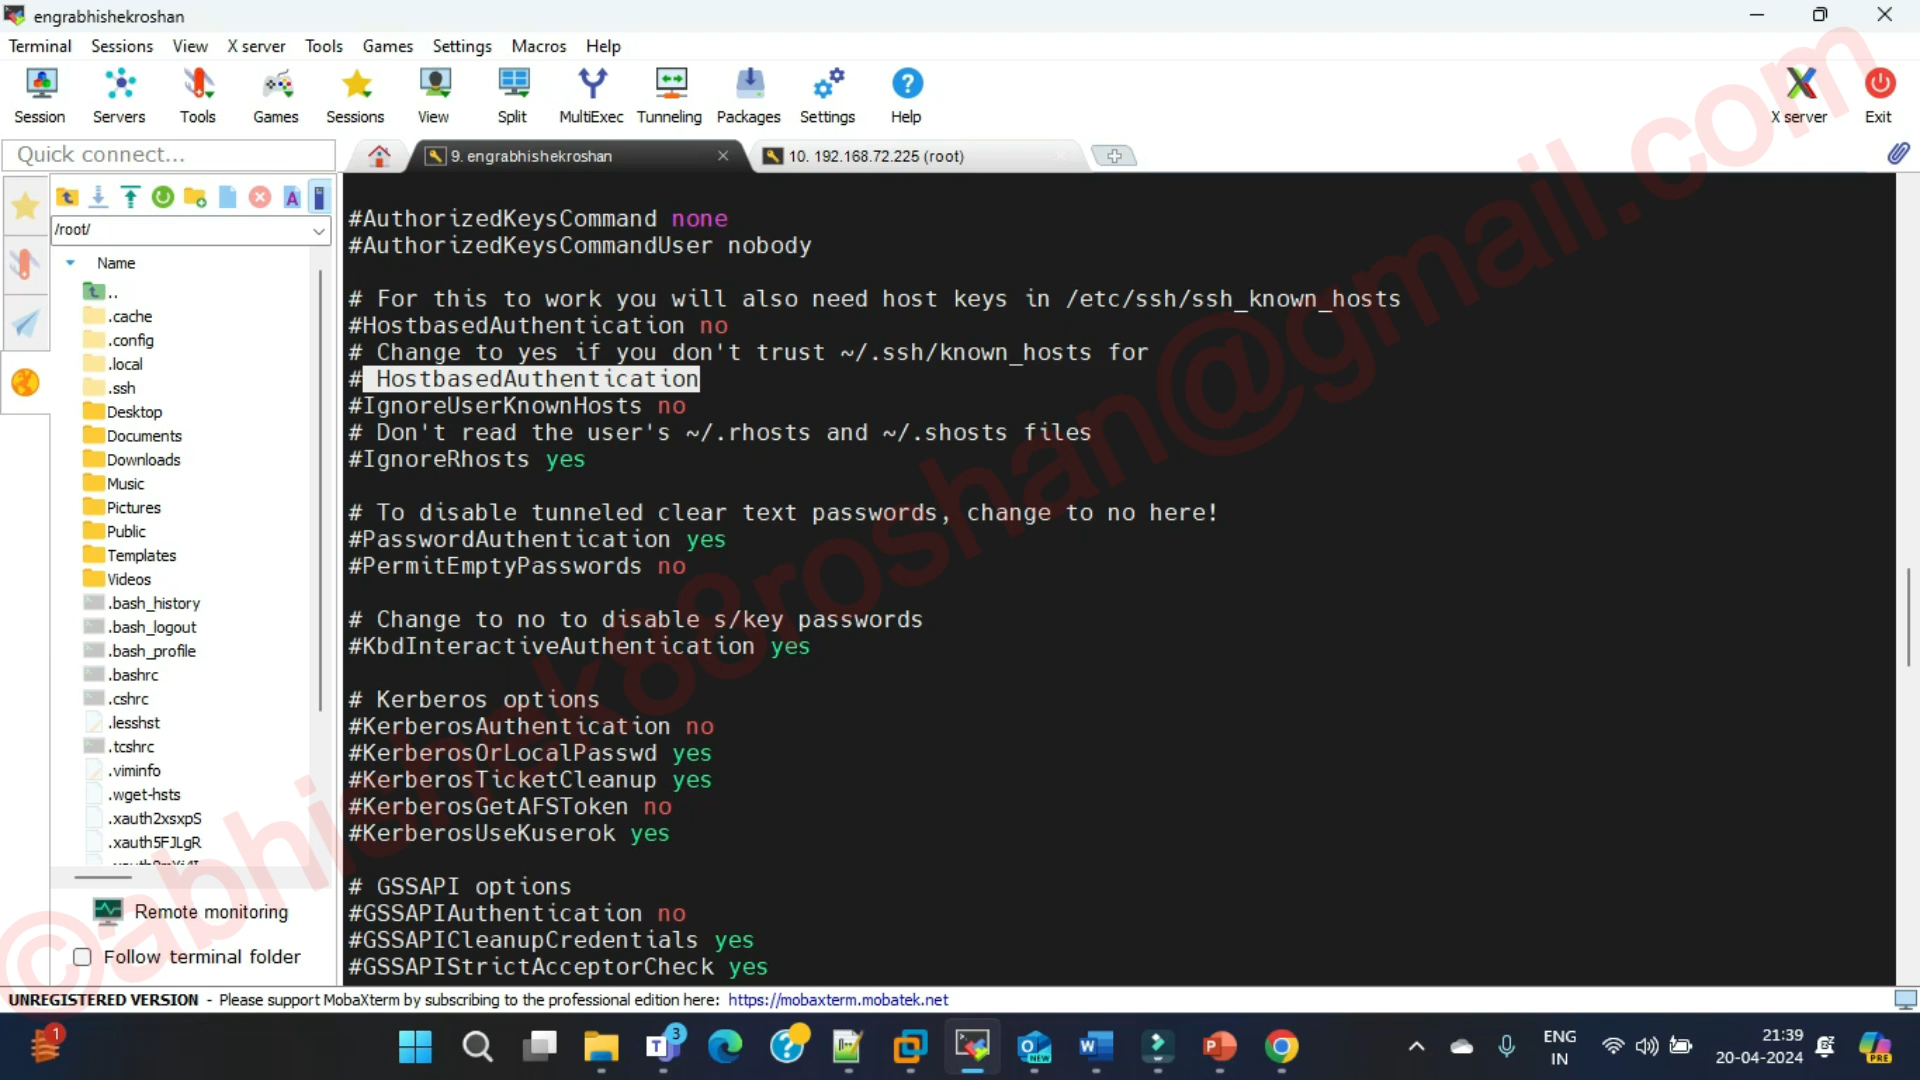 engrabhishekroshan
Terminal Sessions View X server Tools Games Settings Macros Help
Session Servers Tools Games Sessions View Split MultiExec Tunneling Packages Settings Help X server Exit
Quick connect...
9. engrabhishekroshan
10. 192.168.72.225 (root)
/root/
Name
..
.cache
.config
.local
.ssh
Desktop
Documents
Downloads
Music
Pictures
Public
Templates
Videos
.bash_history
.bash_logout
.bash_profile
.bashrc
.cshrc
.lesshst
.tcshrc
.viminfo
.wget-hsts
.xauth2xsxpS
.xauth5FJLgR
Remote monitoring
Follow terminal folder
#AuthorizedKeysCommand none
#AuthorizedKeysCommandUser nobody
# For this to work you will also need host keys in /etc/ssh/ssh_known_hosts
#HostbasedAuthentication no
# Change to yes if you don't trust ~/.ssh/known_hosts for
# HostbasedAuthentication
#IgnoreUserKnownHosts no
# Don't read the user's ~/.rhosts and ~/.shosts files
#IgnoreRhosts yes
# To disable tunneled clear text passwords, change to no here!
#PasswordAuthentication yes
#PermitEmptyPasswords no
# Change to no to disable s/key passwords
#KbdInteractiveAuthentication yes
# Kerberos options
#KerberosAuthentication no
#KerberosOrLocalPasswd yes
#KerberosTicketCleanup yes
#KerberosGetAFSToken no
#KerberosUseKuserok yes
# GSSAPI options
#GSSAPIAuthentication no
#GSSAPICleanupCredentials yes
#GSSAPIStrictAcceptorCheck yes
©abhishek88roshan@gmail.com
UNREGISTERED VERSION - Please support MobaXterm by subscribing to the professional edition here: https://mobaxterm.mobatek.net
1
3
NEW
ENG
IN
21:39
20-04-2024
PRE